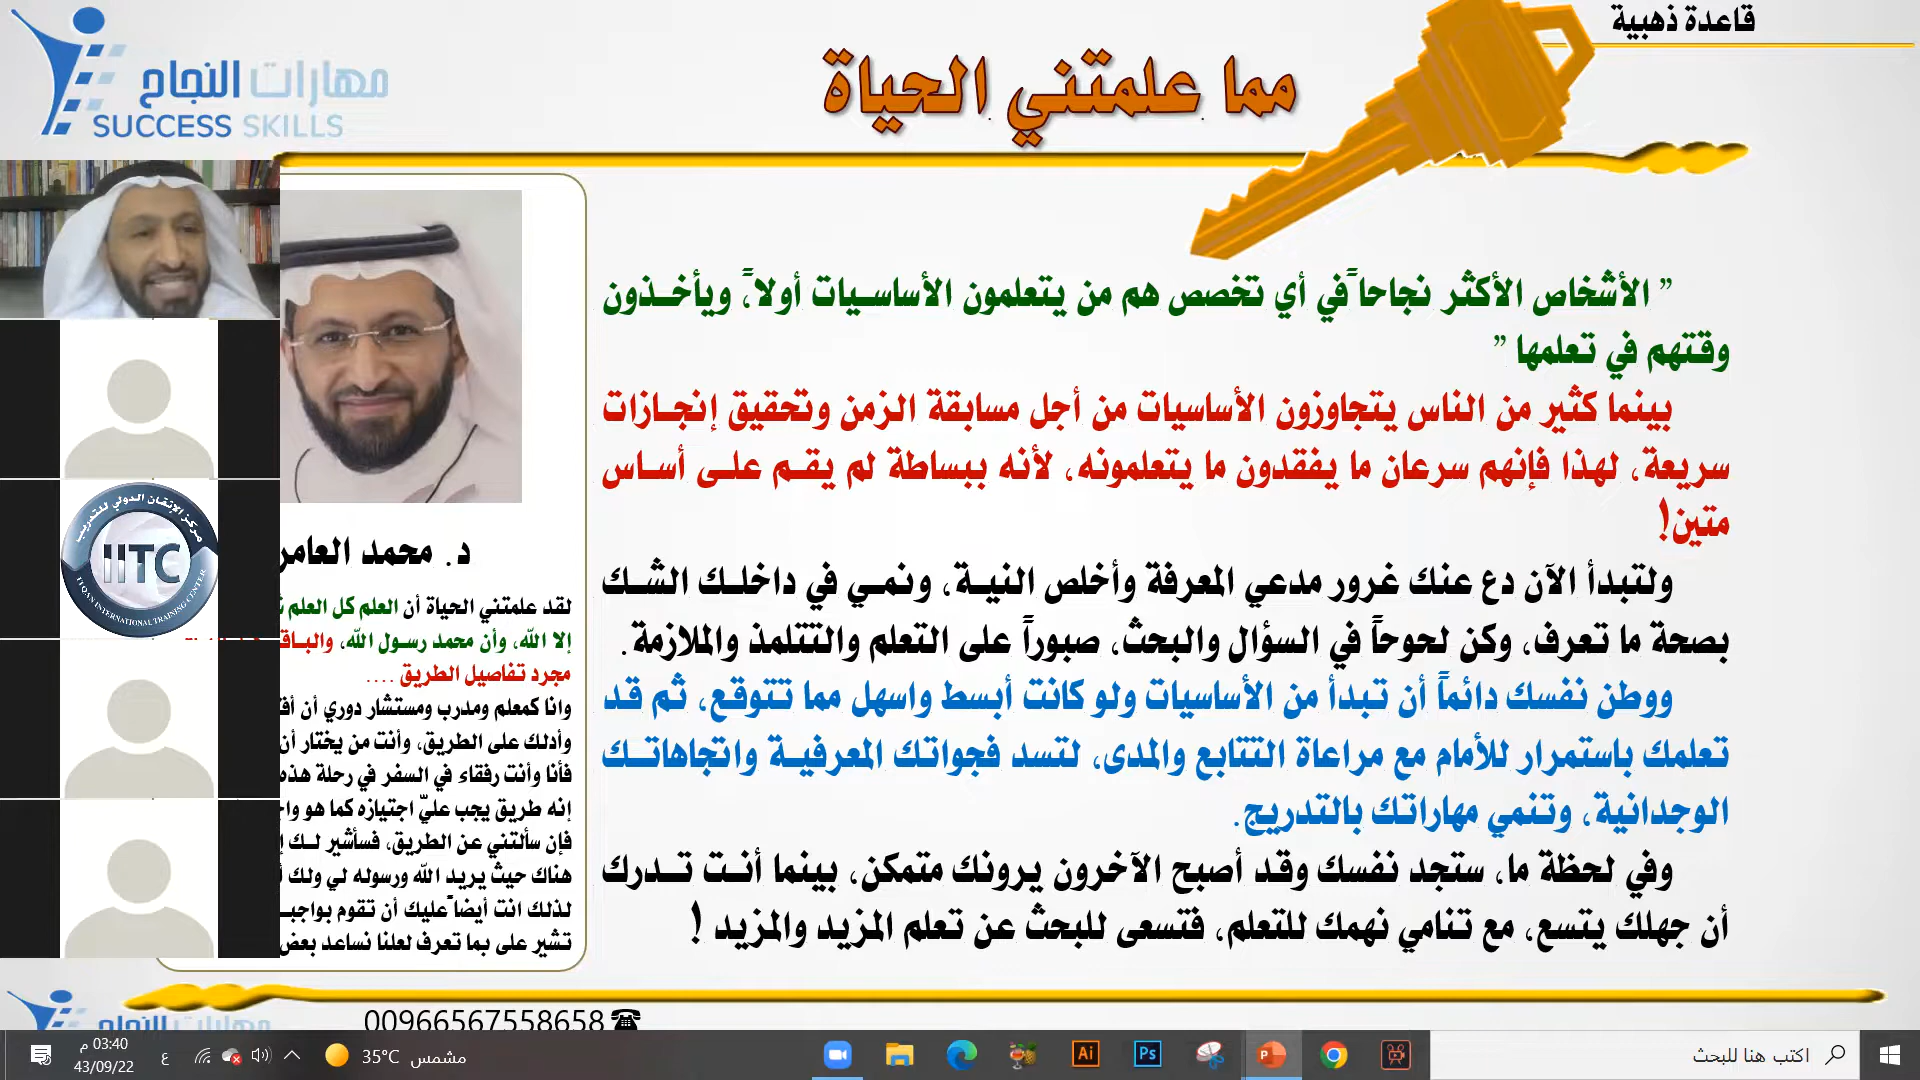 قاعدة ذهبية
مما علمتني الحياة
مهارات النجاح
SUCCESS SKILLS
” الأشخاص الأكثر نجاحاً في أي تخصص هم من يتعلمون الأساسيات أولاً، ويأخذون
وقتهم في تعلمها ”
بينما كثير من الناس يتجاوزون الأساسيات من أجل مسابقة الزمن وتحقيق إنجازات
سريعة، لهذا فإنهم سرعان ما يفقدون ما يتعلمونه، لأنه ببساطة لم يقم على أساس
متين!
ولتبدأ الآن دع عنك غرور مدعي المعرفة وأخلص النية، ونمي في داخلك الشك
بصحة ما تعرف، وكن لحوحاً في السؤال والبحث، صبوراً على التعلم والتتلمذ والملازمة.
ووطن نفسك دائماً أن تبدأ من الأساسيات ولو كانت أبسط واسهل مما تتوقع، ثم قد
تعلمك باستمرار للأمام مع مراعاة التتابع والمدى، لتسد فجواتك المعرفية واتجاهاتك
الوجدانية، وتنمي مهاراتك بالتدريج.
وفي لحظة ما، ستجد نفسك وقد أصبح الآخرون يرونك متمكن، بينما أنت تدرك
أن جهلك يتسع، مع تنامي نهمك للتعلم، فتسعى للبحث عن تعلم المزيد والمزيد !
د. محمد
لقد علمتني الحياة أن العلم كل العلم
إلا الله، وأن محمد رسول الله،
مجرد تفاصيل الطريق ....
وانا كمعلم ومدرب ومستشار دوري أن
وأدلك على الطريق، وأنت من يختار أن
فأنا وأنت رفقاء في السفر في رحلة
إنه طريق يجب عليّ اجتيازه كما هو
فإن سألتني عن الطريق، فسأشير لك
هناك حيث يريد الله ورسوله لي ولك
لذلك انت أيضاً عليك أن تقوم
تشير على بما تعرف لعلنا نساعد
مركز الإتقان الدولي للتدريب
IITC
ITQAN INTERNATIONAL TRAINING CENTER
00966567558658
03:40 م
43/09/22
ع
35°C مشمس
Ai
Ps
اكتب هنا للبحث